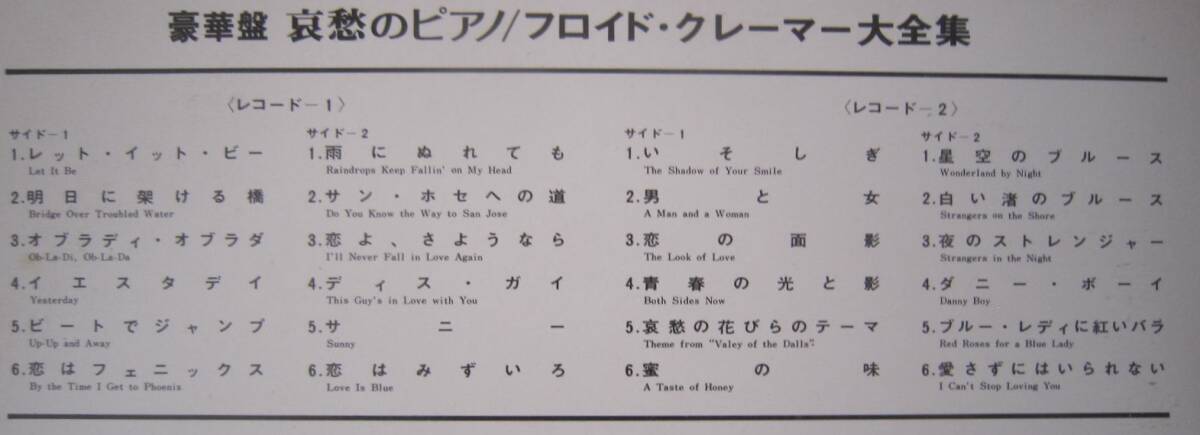 豪華盤 哀愁のピアノ/フロイド・クレーマー大全集
〈レコード-1〉
サイド-1
1.レット・イット・ビー
Let It Be
2.明日に架ける橋
Bridge Over Troubled Water
3.オブラディ・オブラダ
Ob-La-Di, Ob-La-Da
4.イエスタデイ
Yesterday
5.ビートでジャンプ
Up-Up and Away
6.恋はフェニックス
By the Time I Get to Phoenix
サイド-2
1.雨にぬれても
Raindrops Keep Fallin' on My Head
2.サン・ホセへの道
Do You Know the Way to San Jose
3.恋よ、さようなら
I'll Never Fall in Love Again
4.ディス・ガイ
This Guy's in Love with You
5.サニー
Sunny
6.恋はみずいろ
Love Is Blue
〈レコード-2〉
サイド-1
1.いそしぎ
The Shadow of Your Smile
2.男と女
A Man and a Woman
3.恋の面影
The Look of Love
4.青春の光と影
Both Sides Now
5.哀愁の花びらのテーマ
Theme from "Valey of the Dalls"
6.蜜の味
A Taste of Honey
サイド-2
1.星空のブルース
Wonderland by Night
2.白い渚のブルース
Strangers on the Shore
3.夜のストレンジャー
Strangers in the Night
4.ダニー・ボーイ
Danny Boy
5.ブルー・レディに紅いバラ
Red Roses for a Blue Lady
6.愛さずにはいられない
I Can't Stop Loving You